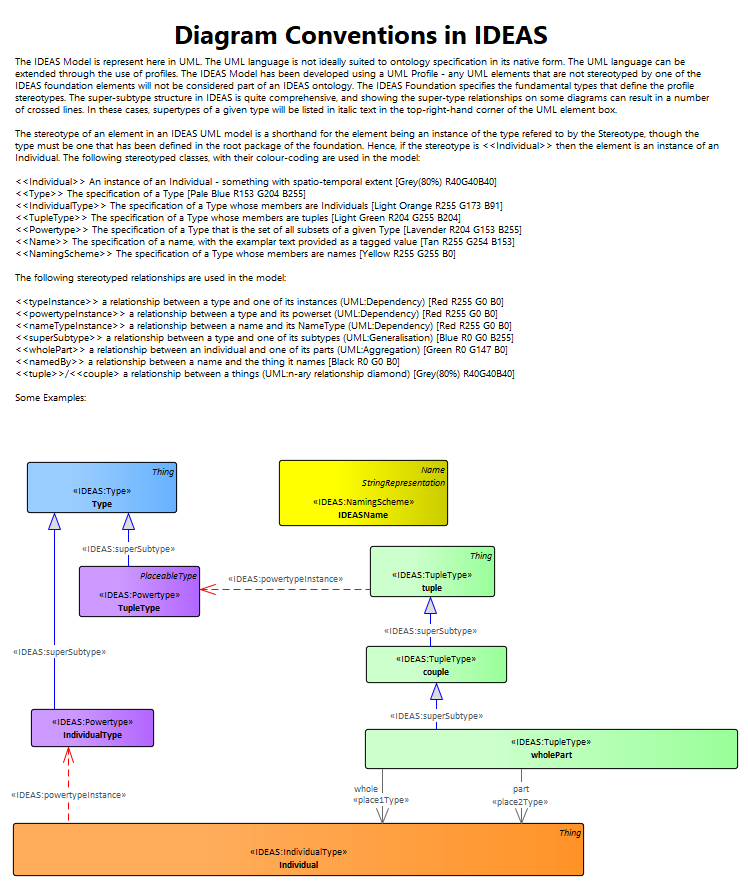 Diagram Conventions in IDEAS
The IDEAS Model is represent here in UML. The UML language is not ideally suited to ontology specification in its native form. The UML language can be
extended through the use of profiles. The IDEAS Model has been developed using a UML Profile - any UML elements that are not stereotyped by one of the
IDEAS foundation elements will not be considered part of an IDEAS ontology. The IDEAS Foundation specifies the fundamental types that define the profile
stereotypes. The super-subtype structure in IDEAS is quite comprehensive, and showing the super-type relationships on some diagrams can result in a number
of crossed lines. In these cases, supertypes of a given type will be listed in italic text in the top-right-hand corner of the UML element box.
The stereotype of an element in an IDEAS UML model is a shorthand for the element being an instance of the type refered to by the Stereotype, though the
type must be one that has been defined in the root package of the foundation. Hence, if the stereotype is <<Individual>> then the element is an instance of an
Individual. The following stereotyped classes, with their colour-coding are used in the model:
<<Individual>> An instance of an Individual - something with spatio-temporal extent [Grey(80%) R40G40B40]
<<Type>> The specification of a Type [Pale Blue R153 G204 B255]
<<IndividualType>> The specification of a Type whose members are Individuals [Light Orange R255 G173 B91]
<<TupleType>> The specification of a Type whose members are tuples [Light Green R204 G255 B204]
<<Powertype>> The specification of a Type that is the set of all subsets of a given Type [Lavender R204 G153 B255]
<<Name>> The specification of a name, with the examplar text provided as a tagged value [Tan R255 G254 B153]
<<NamingScheme>> The specification of a Type whose members are names [Yellow R255 G255 B0]
The following stereotyped relationships are used in the model:
<<typeInstance>> a relationship between a type and one of its instances (UML:Dependency) [Red R255 G0 B0]
<<powertypeInstance>> a relationship between a type and its powerset (UML:Dependency) [Red R255 G0 B0]
<<nameTypeInstance>> a relationship between a name and its NameType (UML:Dependency) [Red R255 G0 B0]
<<superSubtype>> a relationship between a type and one of its subtypes (UML:Generalisation) [Blue R0 G0 B255]
<<wholePart>> a relationship between an individual and one of its parts (UML:Aggregation) [Green R0 G147 B0]
<<namedBy>> a relationship between a name and the thing it names [Black R0 G0 B0]
<<tuple>>/<<couple> a relationship between a things (UML:n-ary relationship diamond) [Grey(80%) R40G40B40]
Some Examples:
Thing
«IDEAS:Type»
Type
Name
StringRepresentation
«IDEAS:NamingScheme»
IDEASName
«IDEAS:superSubtype»
PlaceableType
«IDEAS:Powertype»
TupleType
«IDEAS:powertypeInstance»
Thing
«IDEAS:TupleType»
tuple
«IDEAS:superSubtype»
«IDEAS:superSubtype»
«IDEAS:TupleType»
couple
«IDEAS:superSubtype»
«IDEAS:Powertype»
IndividualType
«IDEAS:TupleType»
wholePart
«IDEAS:powertypeInstance»
whole
«place1Type»
part
«place2Type»
Thing
«IDEAS:IndividualType»
Individual